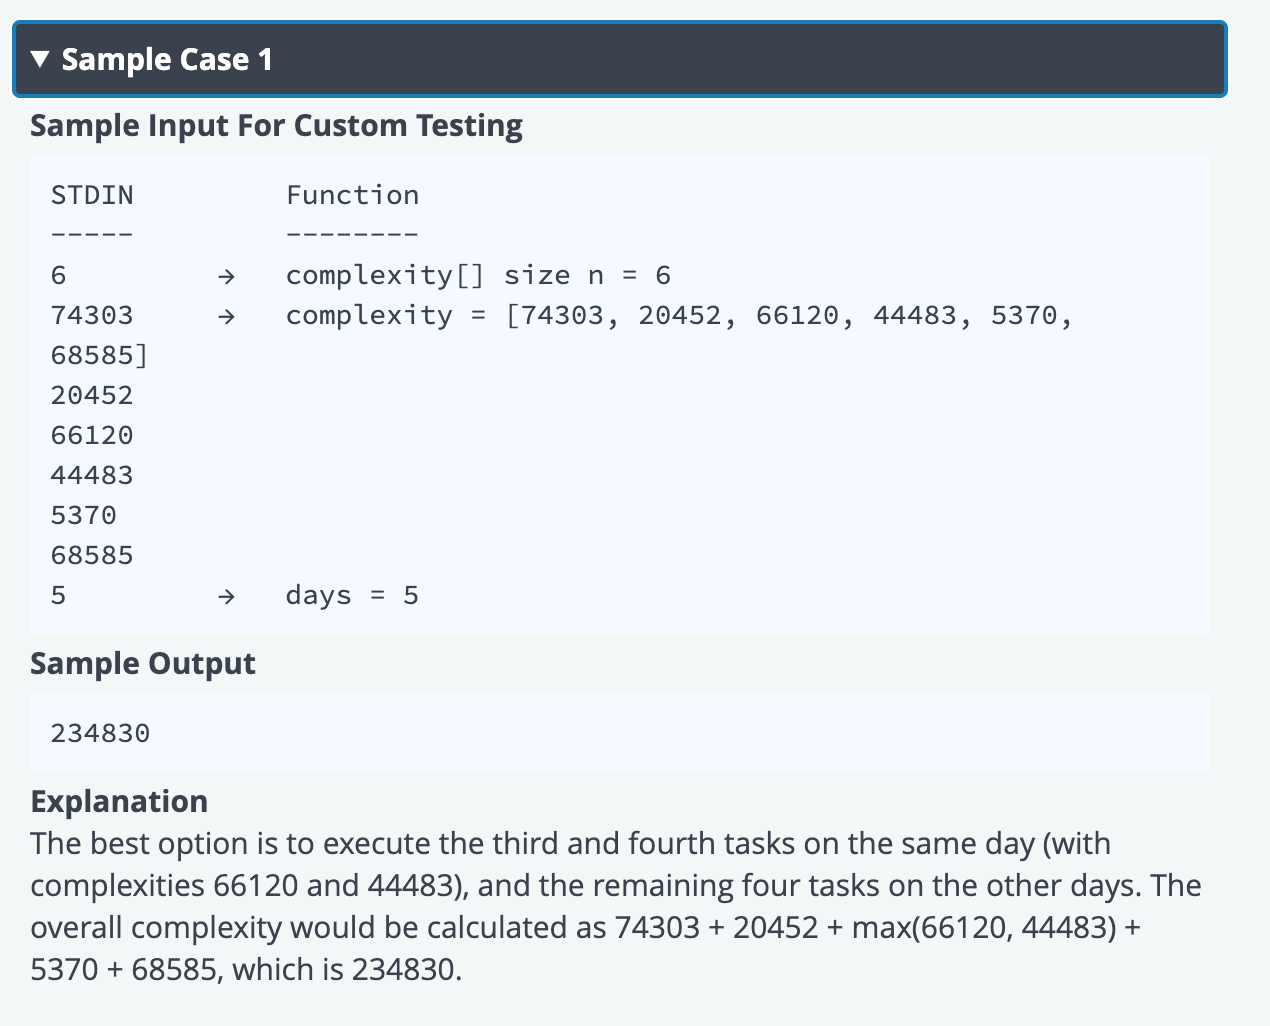 ▼ Sample Case 1
Sample Input For Custom Testing
STDIN Function
----- --------
6 → complexity[] size n = 6
74303 → complexity = [74303, 20452, 66120, 44483, 5370,
68585]
20452
66120
44483
5370
68585
5 → days = 5
Sample Output
234830
Explanation
The best option is to execute the third and fourth tasks on the same day (with
complexities 66120 and 44483), and the remaining four tasks on the other days. The
overall complexity would be calculated as 74303 + 20452 + max(66120, 44483) +
5370 + 68585, which is 234830.